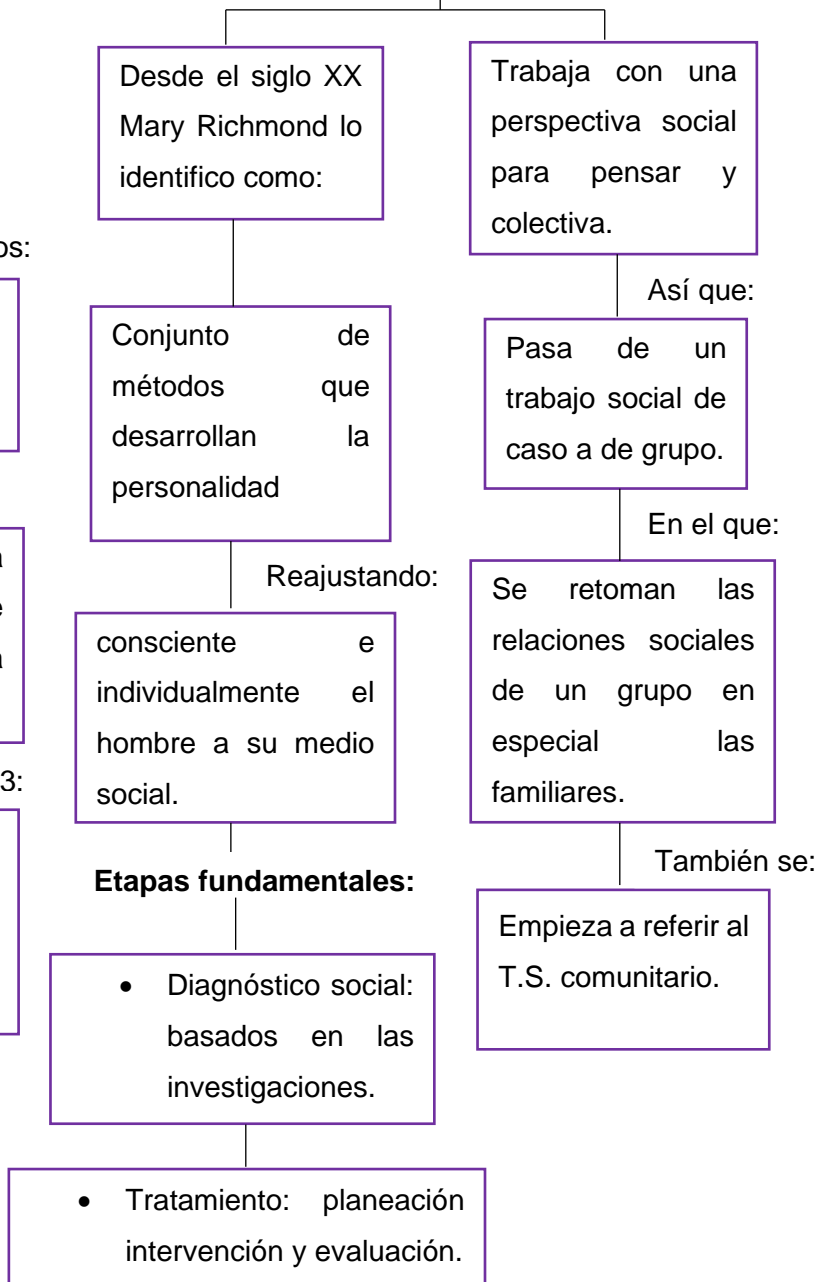 Desde el siglo XX
Mary Richmond lo
identifico como:
Conjunto de
métodos que
desarrollan la
personalidad
Reajustando:
consciente e
individualmente el
hombre a su medio
social.
Etapas fundamentales:
• Diagnóstico social:
basados en las
investigaciones.
• Tratamiento: planeación
intervención y evaluación.
Trabaja con una
perspectiva social
para pensar y
colectiva.
Así que:
Pasa de un
trabajo social de
caso a de grupo.
En el que:
Se retoman las
relaciones sociales
de un grupo en
especial las
familiares.
También se:
Empieza a referir al
T.S. comunitario.